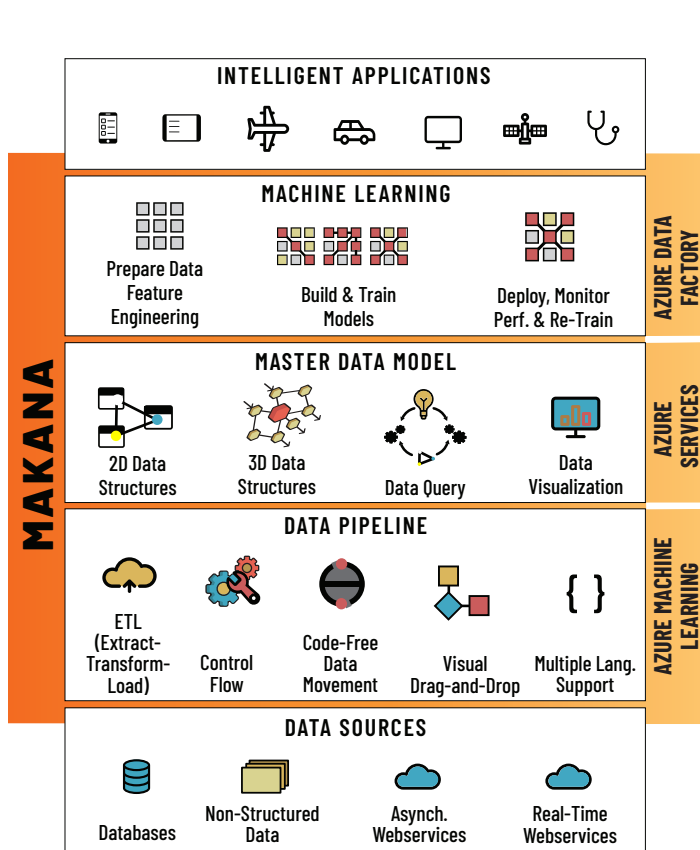 INTELLIGENT APPLICATIONS
MAKANA
MACHINE LEARNING
Prepare Data
Feature
Engineering
Build & Train
Models
Deploy, Monitor
Perf. & Re-Train
AZURE DATA
FACTORY
MASTER DATA MODEL
2D Data
Structures
3D Data
Structures
Data Query
Data
Visualization
AZURE
SERVICES
DATA PIPELINE
ETL
(Extract-
Transform-
Load)
Control
Flow
Code-Free
Data
Movement
Visual
Drag-and-Drop
{ }
Multiple Lang.
Support
AZURE MACHINE
LEARNING
DATA SOURCES
Databases
Non-Structured
Data
Asynch.
Webservices
Real-Time
Webservices